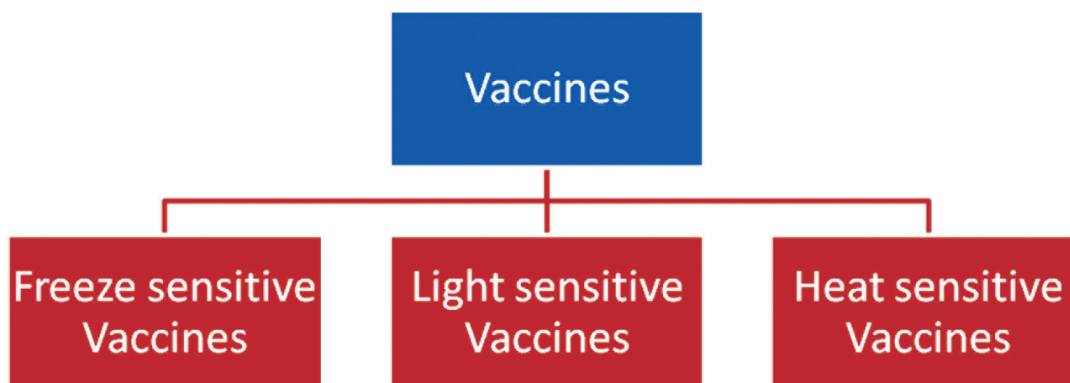 Vaccines
Freeze sensitive
Vaccines
Light sensitive
Vaccines
Heat sensitive
Vaccines